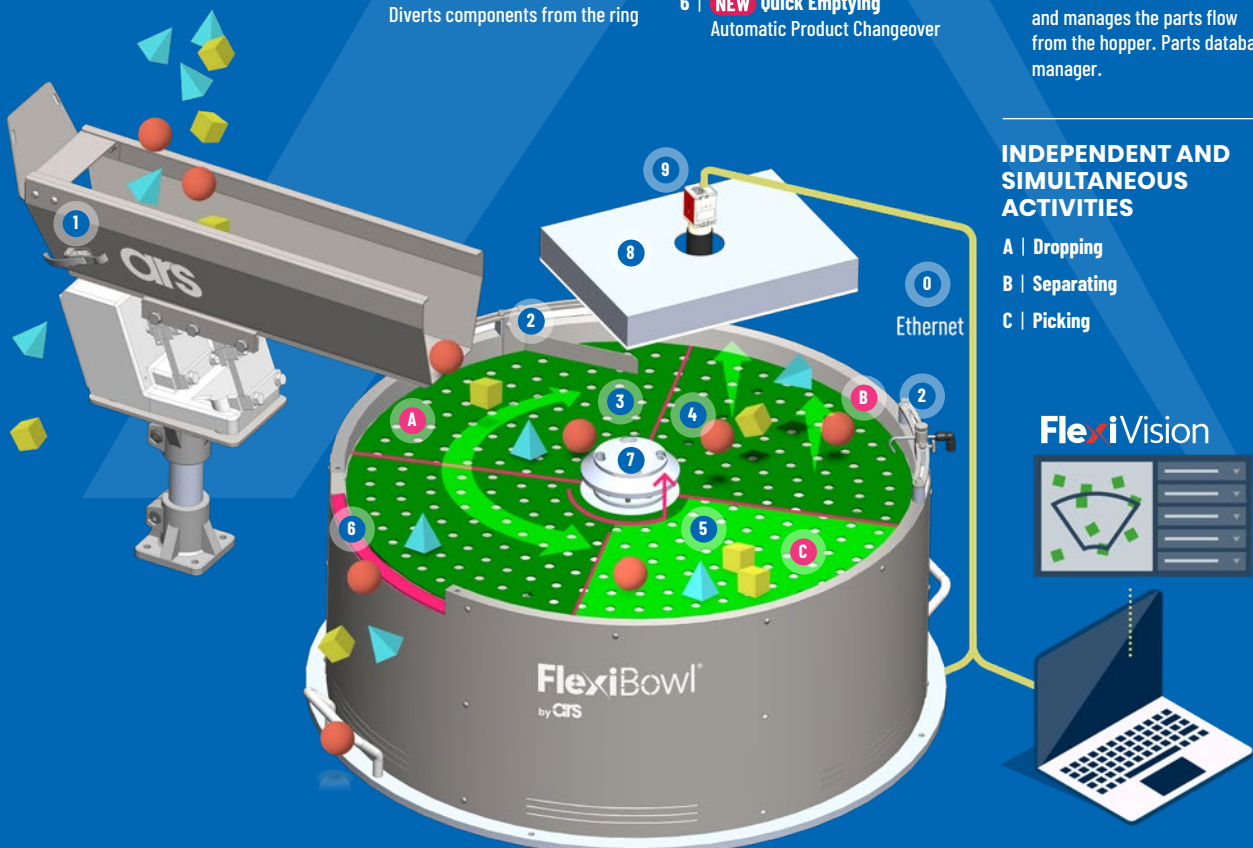 Diverts components from the ring
6 | NEW Quick Emptying
Automatic Product Changeover
and manages the parts flow
from the hopper. Parts databa
manager.
INDEPENDENT AND
SIMULTANEOUS
ACTIVITIES
A | Dropping
B | Separating
C | Picking
1
ars
2
3
4
5
6
7
8
9
0
Ethernet
2
A
B
C
FlexiVision
FlexiBowl®
by ars